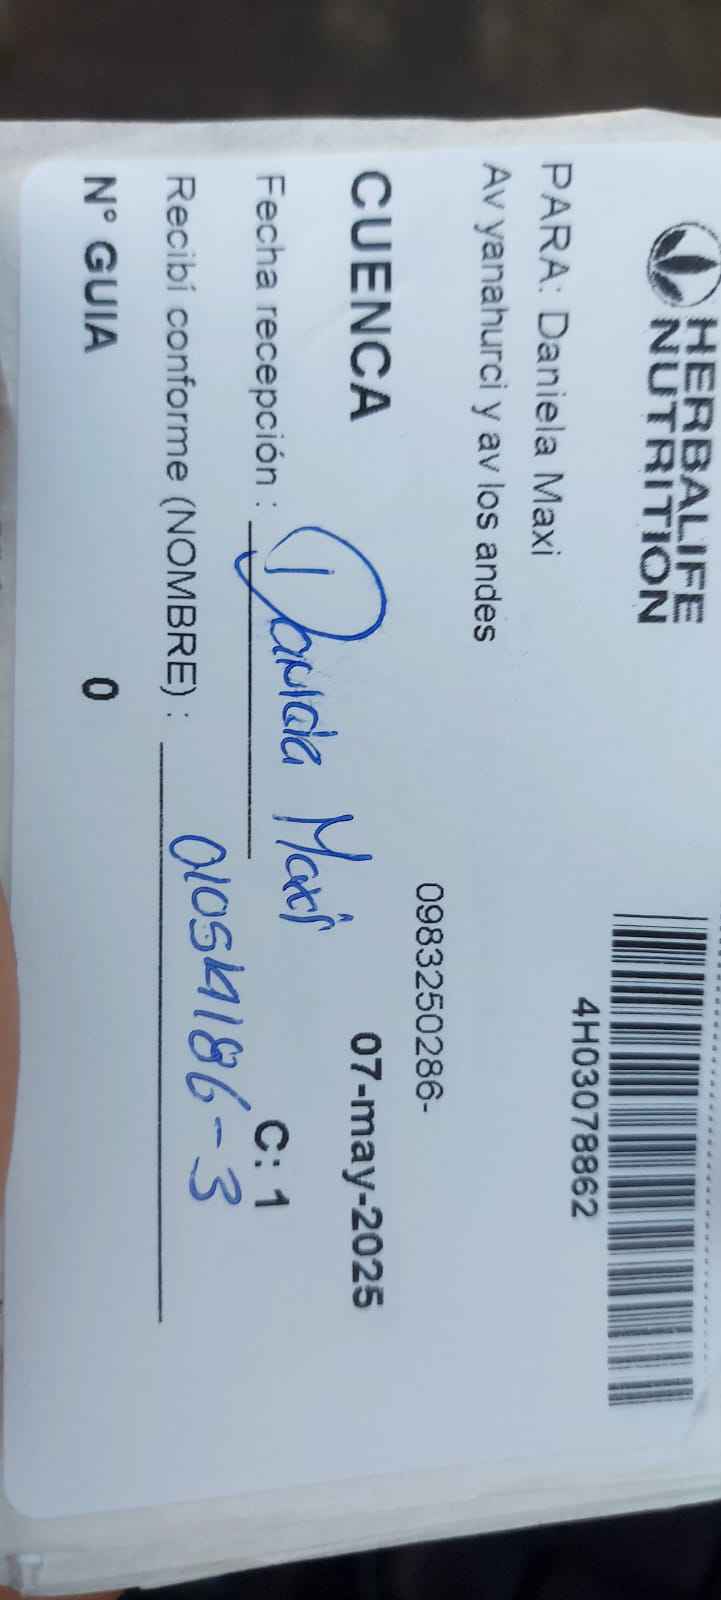 HERBALIFE
NUTRITION
4H03078862
PARA: Daniela Maxi
Av yanahurci y av los andes
0983250286-
CUENCA 07-may-2025
Fecha recepción : Daniela Maxi C: 1
Recibí conforme (NOMBRE) : 010514186-3
N° GUIA 0